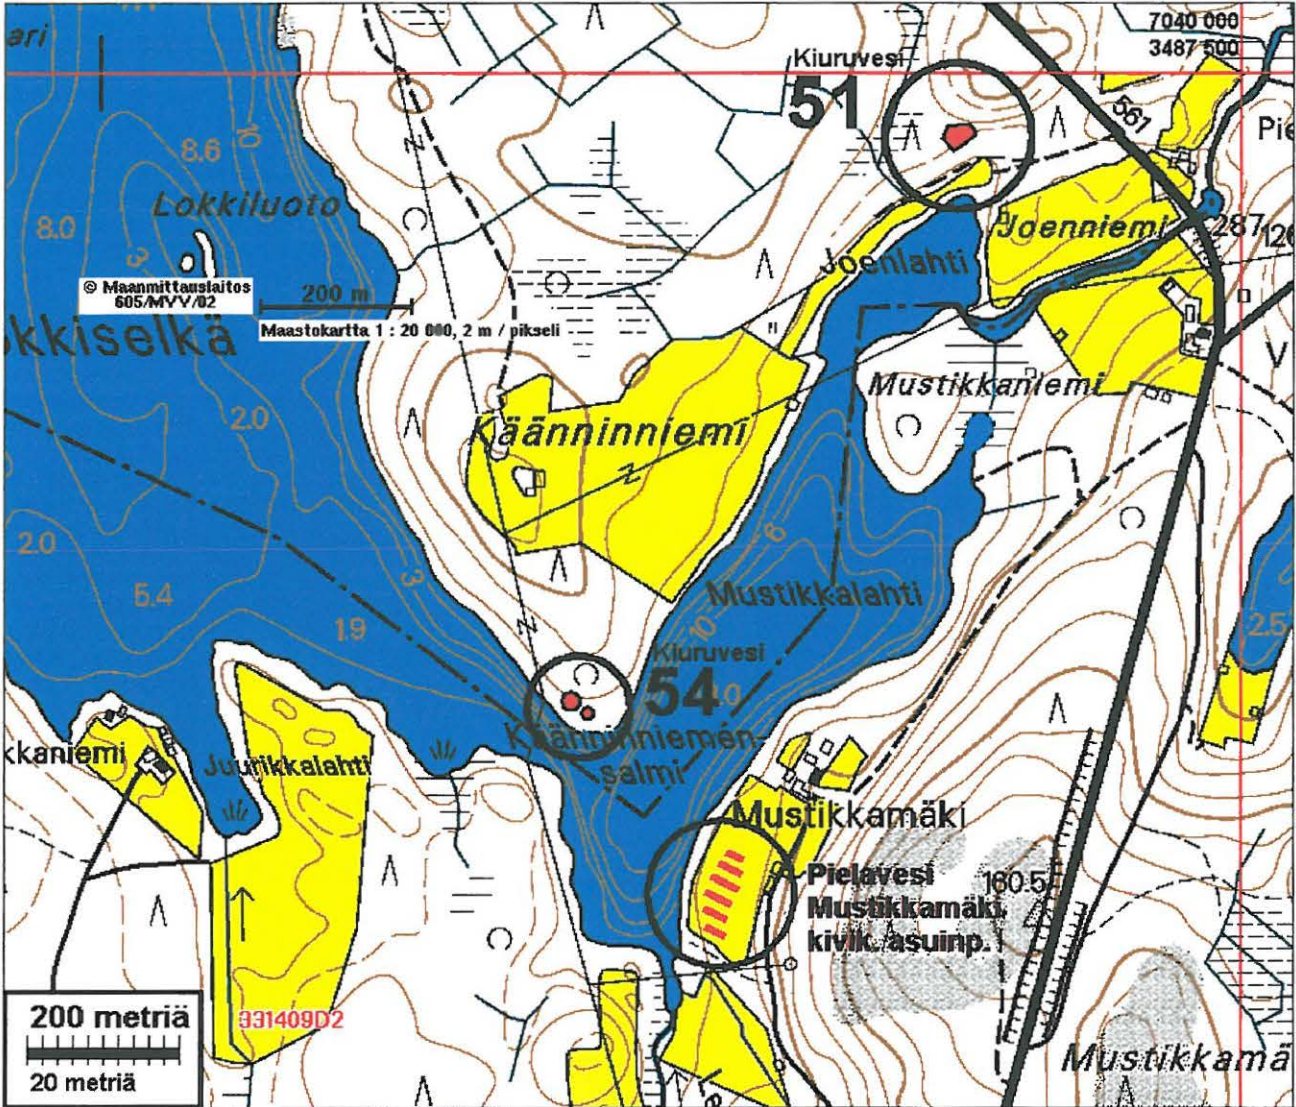 ari
7040 000
3487 500
Kiuruvesi
51
561
Pie
10
8.6
Lokkiluoto
8.0
3
Joenniemi
287
126
Joenlahti
© Maanmittauslaitos
605/MVV/02
200 m
Maastokartta 1 : 20 000, 2 m / pikseli
kkiselkä
Mustikkaniemi
V
2.0
Käänninniemi
z
6
2.0
3
5.4
Mustikkalahti
1.9
10
2.5
Kiuruvesi
54
Käänninniemen-
salmi
kkaniemi
Juurikkalahti
Mustikkamäki
Pielavesi
Mustikkamäki
kivik. asuinp.
160.5
200 metriä
20 metriä
331409D2
Mustikkamä
Le